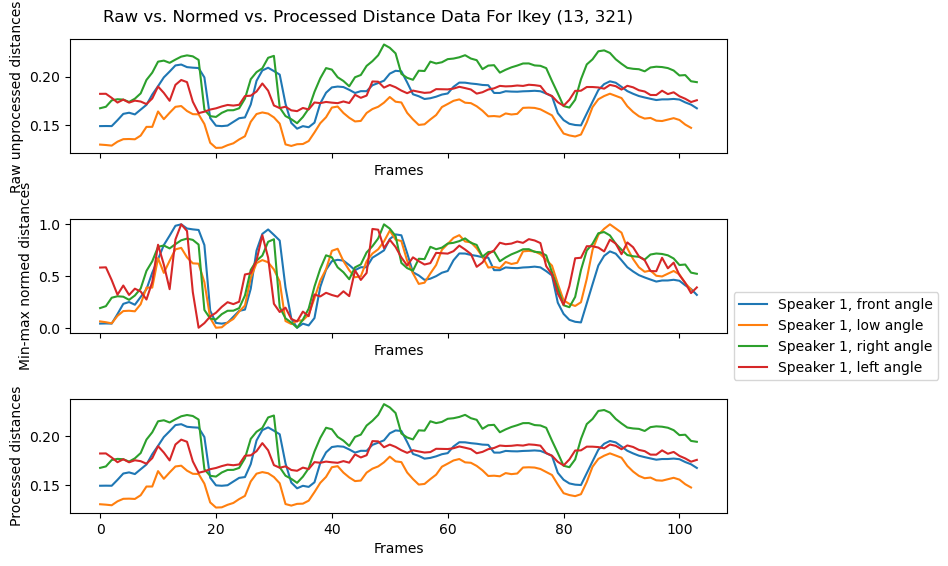 Raw vs. Normed vs. Processed Distance Data For Ikey (13, 321)
Raw unprocessed distances
0.20
0.15
Frames
Min-max normed distances
1.0
0.5
0.0
Frames
Speaker 1, front angle
Speaker 1, low angle
Speaker 1, right angle
Speaker 1, left angle
Processed distances
0.20
0.15
0 20 40 60 80 100
Frames